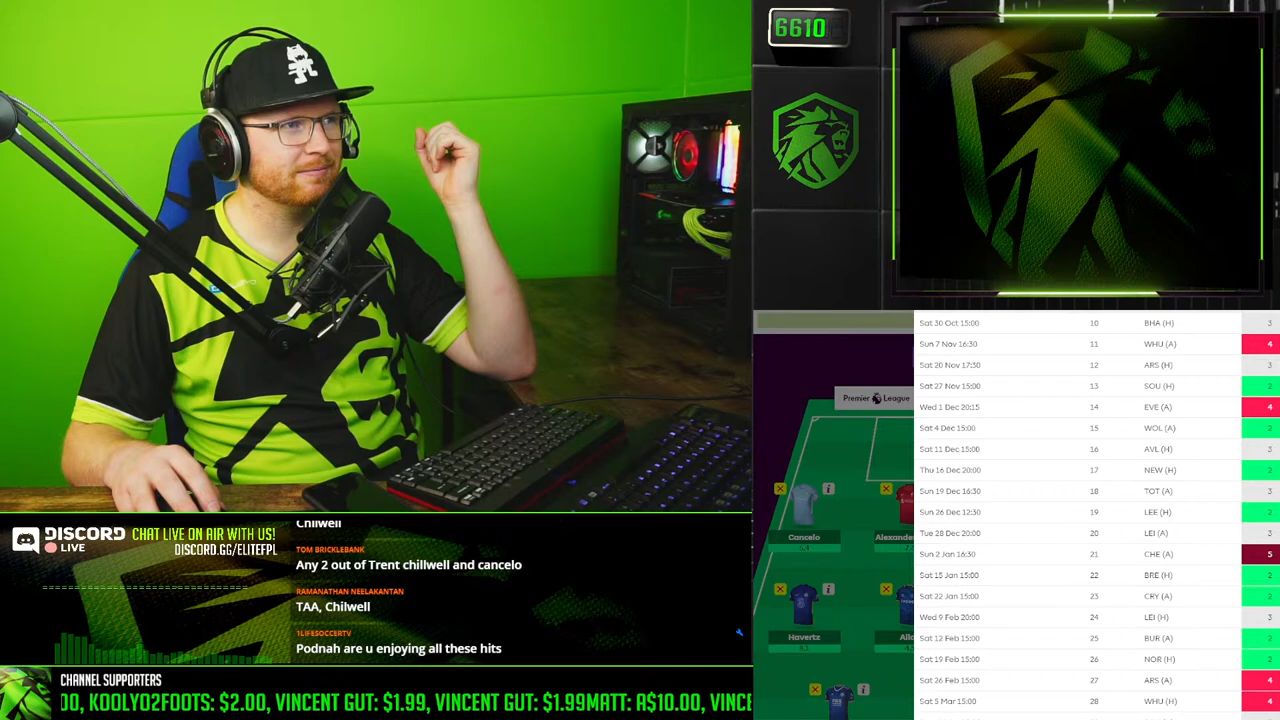 6610
Sat 30 Oct 15:00 10 BHA (H) 3
Sun 7 Nov 16:30 11 WHU (A) 4
Sat 20 Nov 17:30 12 ARS (H) 3
Sat 27 Nov 15:00 13 SOU (H) 2
Wed 1 Dec 20:15 14 EVE (A) 4
Sat 4 Dec 15:00 15 WOL (A) 2
Sat 11 Dec 15:00 16 AVL (H) 3
Thu 16 Dec 20:00 17 NEW (H) 2
Sun 19 Dec 16:30 18 TOT (A) 3
Sun 26 Dec 12:30 19 LEE (H) 2
Tue 28 Dec 20:00 20 LEI (A) 3
Sun 2 Jan 16:30 21 CHE (A) 5
Sat 15 Jan 15:00 22 BRE (H) 2
Sat 22 Jan 15:00 23 CRY (A) 2
Wed 9 Feb 20:00 24 LEI (H) 3
Sat 12 Feb 15:00 25 BUR (A) 2
Sat 19 Feb 15:00 26 NOR (H) 2
Sat 26 Feb 15:00 27 ARS (A) 4
Sat 5 Mar 15:00 28 WHU (H) 4
Premier League
Cancelo
Alexande
Havertz
DISCORD
LIVE
CHAT LIVE ON AIR WITH US!
DISCORD.GG/ELITEFPL
Chilwell
TOM BRICKLEBANK
Any 2 out of Trent chillwell and cancelo
RAMANATHAN NEELAKANTAN
TAA, Chilwell
1LIFESOCCERTV
Podnah are u enjoying all these hits
CHANNEL SUPPORTERS
00, KOOLYO2FOOTS: $2.00, VINCENT GUT: $1.99, VINCENT GUT: $1.99MATT: A$10.00, VINCE